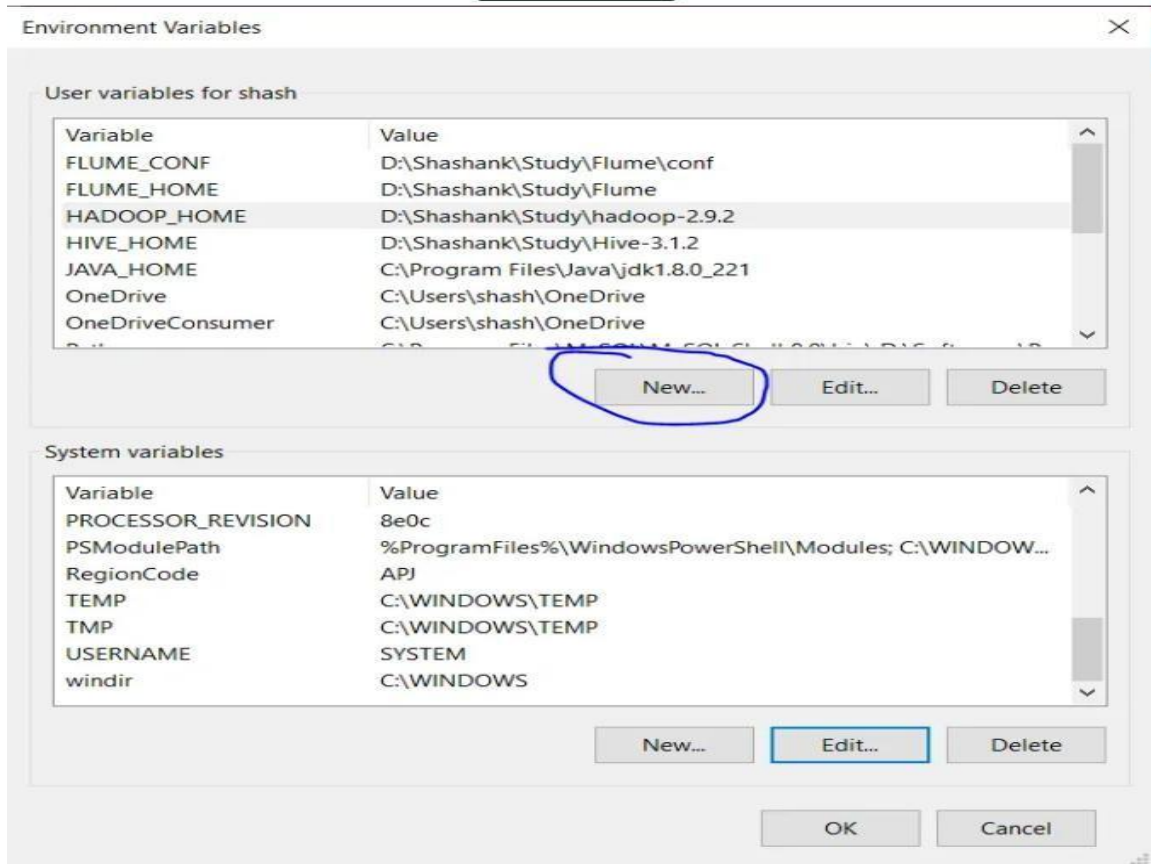 Environment Variables
User variables for shash
Variable Value
FLUME_CONF D:\Shashank\Study\Flume\conf
FLUME_HOME D:\Shashank\Study\Flume
HADOOP_HOME D:\Shashank\Study\hadoop-2.9.2
HIVE_HOME D:\Shashank\Study\Hive-3.1.2
JAVA_HOME C:\Program Files\Java\jdk1.8.0_221
OneDrive C:\Users\shash\OneDrive
OneDriveConsumer C:\Users\shash\OneDrive
New... Edit... Delete
System variables
Variable Value
PROCESSOR_REVISION 8e0c
PSModulePath %ProgramFiles%\WindowsPowerShell\Modules; C:\WINDOW...
RegionCode APJ
TEMP C:\WINDOWS\TEMP
TMP C:\WINDOWS\TEMP
USERNAME SYSTEM
windir C:\WINDOWS
New... Edit... Delete
OK Cancel